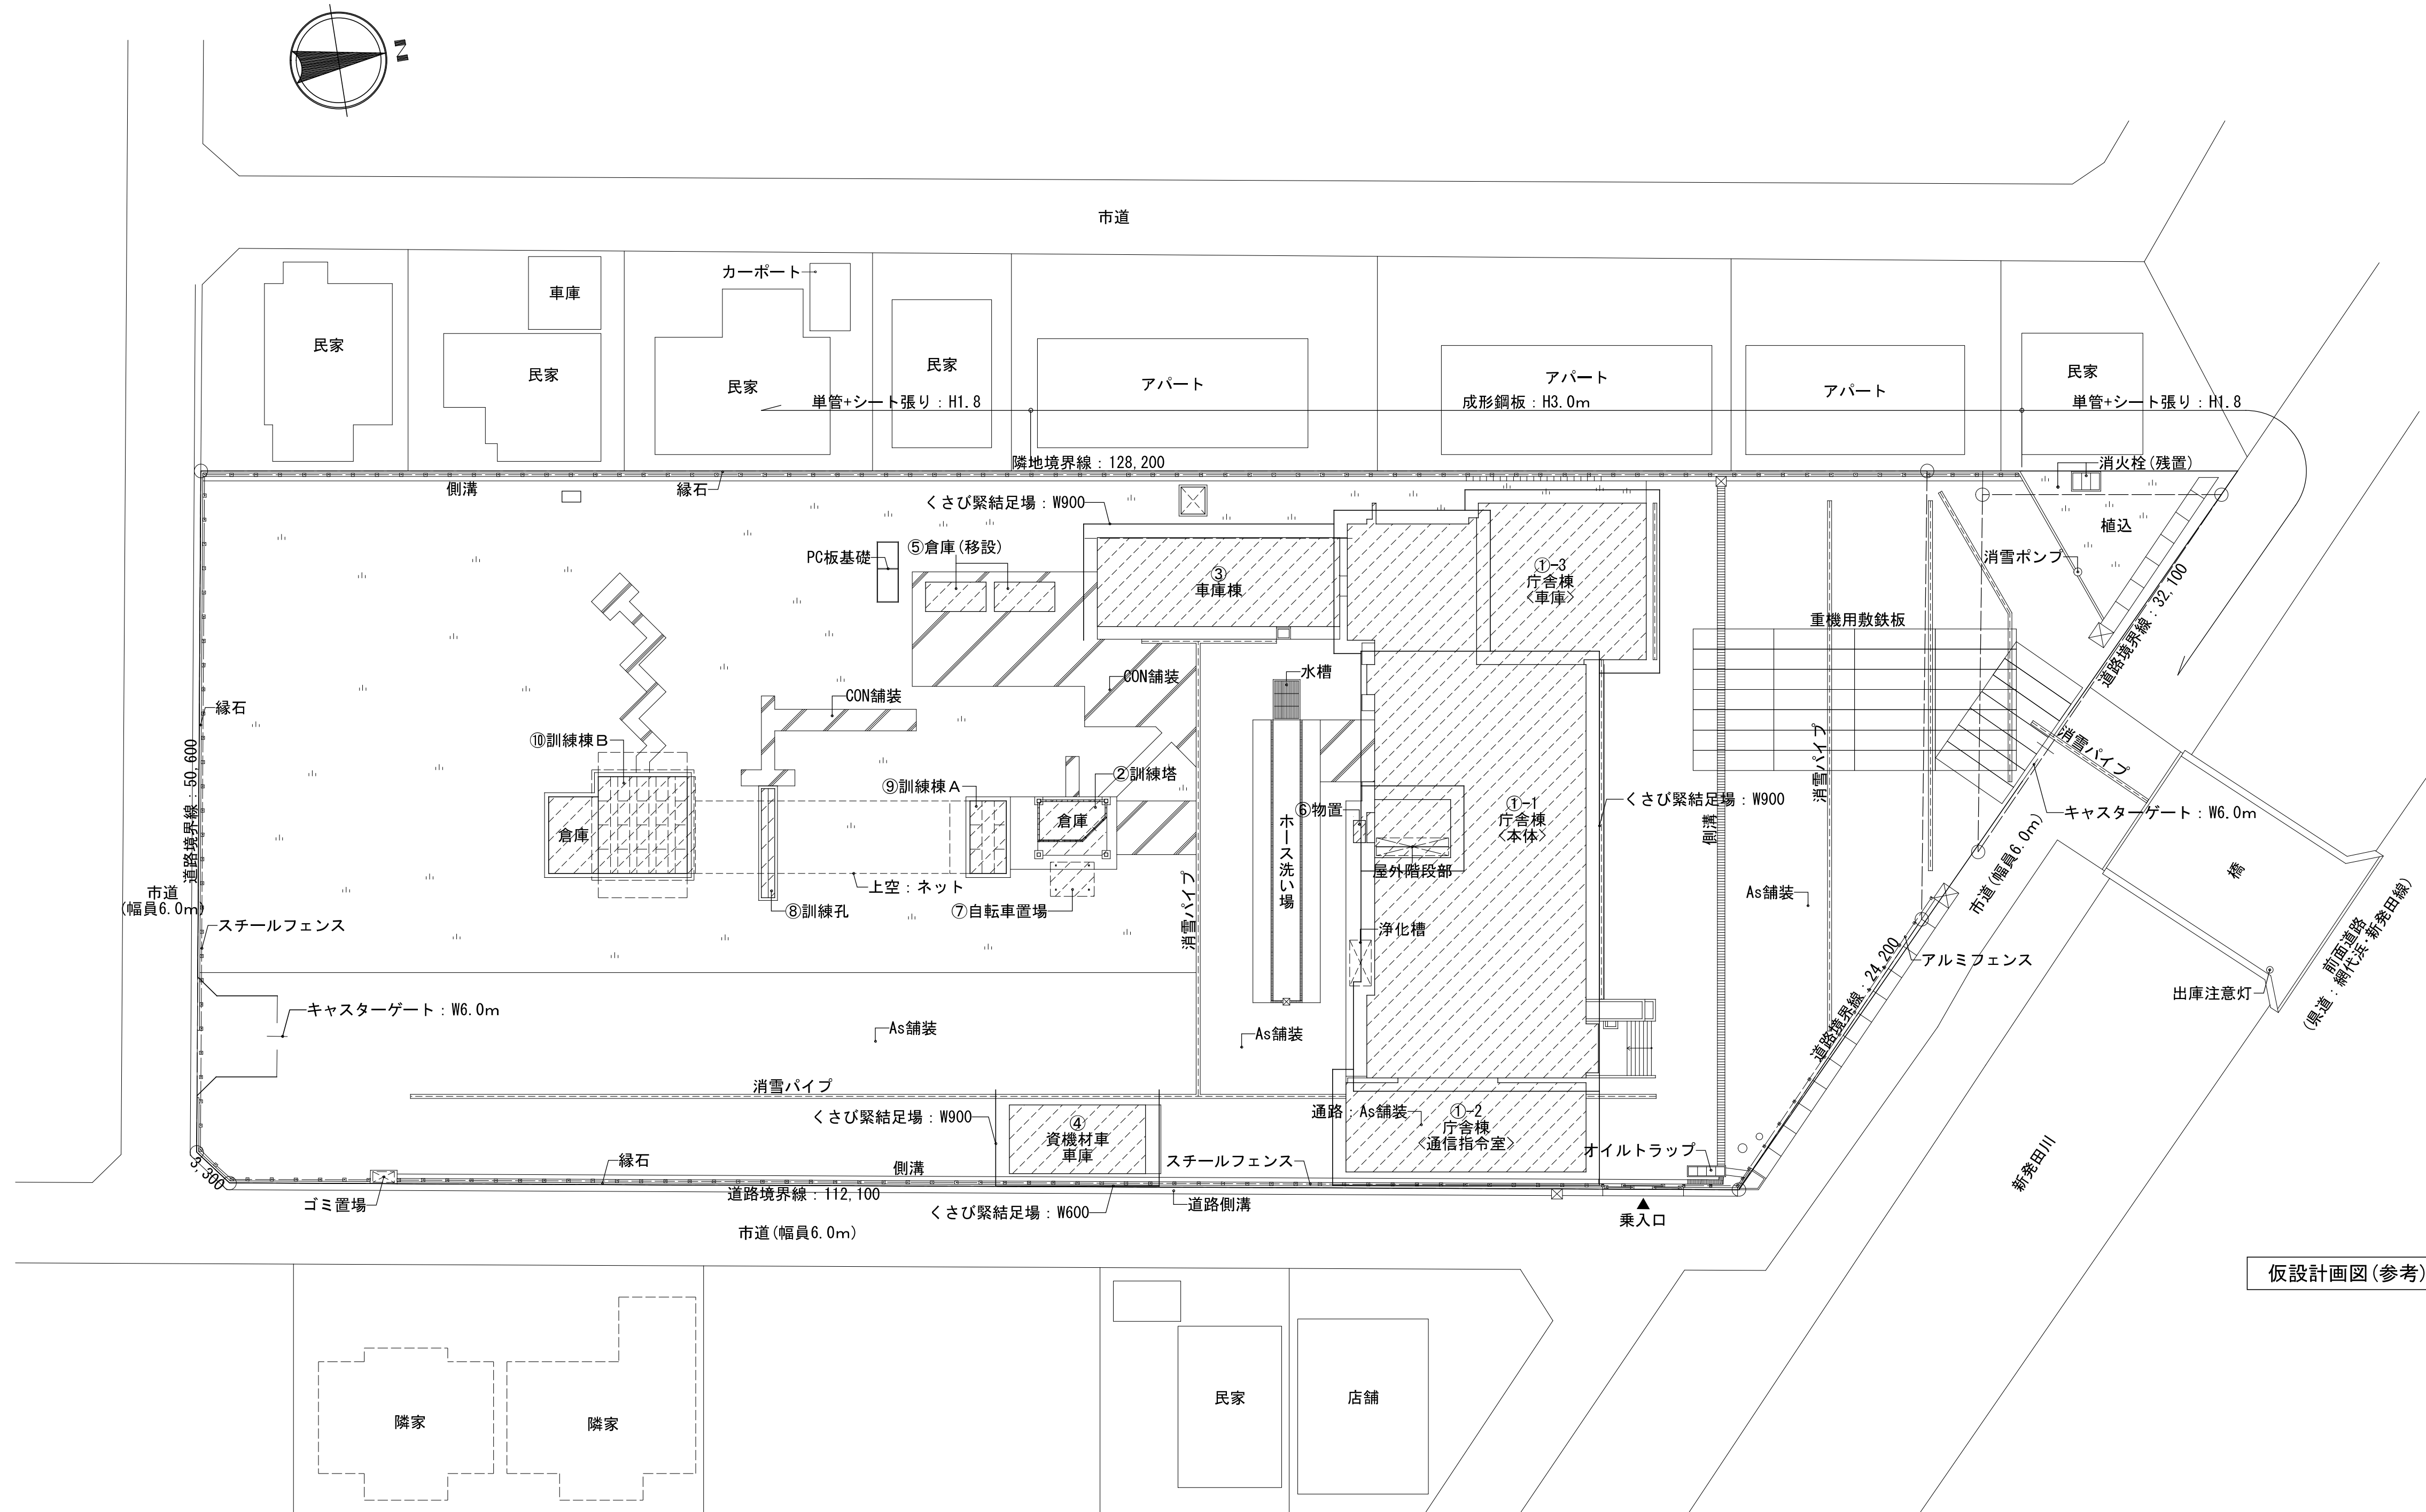 N
市道
カーポート
車庫
民家
民家
民家
民家
アパート
アパート
アパート
民家
単管+シート張り：H1.8
成形鋼板：H3.0m
単管+シート張り：H1.8
隣地境界線：128,200
消火栓(残置)
側溝
縁石
くさび緊結足場：W900
植込
PC板基礎
⑤倉庫(移設)
消雪ポンプ
③
車庫棟
①-3
庁舎棟
<車庫>
道路境界線：32,100
重機用敷鉄板
水槽
CON舗装
CON舗装
縁石
⑩訓練棟B
②訓練塔
⑨訓練棟A
消雪パイプ
消雪パイプ
道路境界線：50,600
倉庫
倉庫
⑥物置
①-1
庁舎棟
<本体>
くさび緊結足場：W900
側溝
キャスターゲート：W6.0m
ホース洗い場
屋外階段部
橋
市道
(幅員6.0m)
上空：ネット
As舗装
市道(幅員6.0m)
⑧訓練孔
⑦自転車置場
消雪パイプ
スチールフェンス
浄化槽
前面道路
(県道：網代浜・新発田線)
アルミフェンス
道路境界線：24,200
出庫注意灯
キャスターゲート：W6.0m
As舗装
As舗装
消雪パイプ
くさび緊結足場：W900
④
資機材車
車庫
通路：As舗装
①-2
庁舎棟
<通信指令室>
オイルトラップ
スチールフェンス
縁石
側溝
3,300
新発田川
道路境界線：112,100
ゴミ置場
くさび緊結足場：W600
道路側溝
乗入口
市道(幅員6.0m)
仮設計画図(参考)
隣家
隣家
民家
店舗